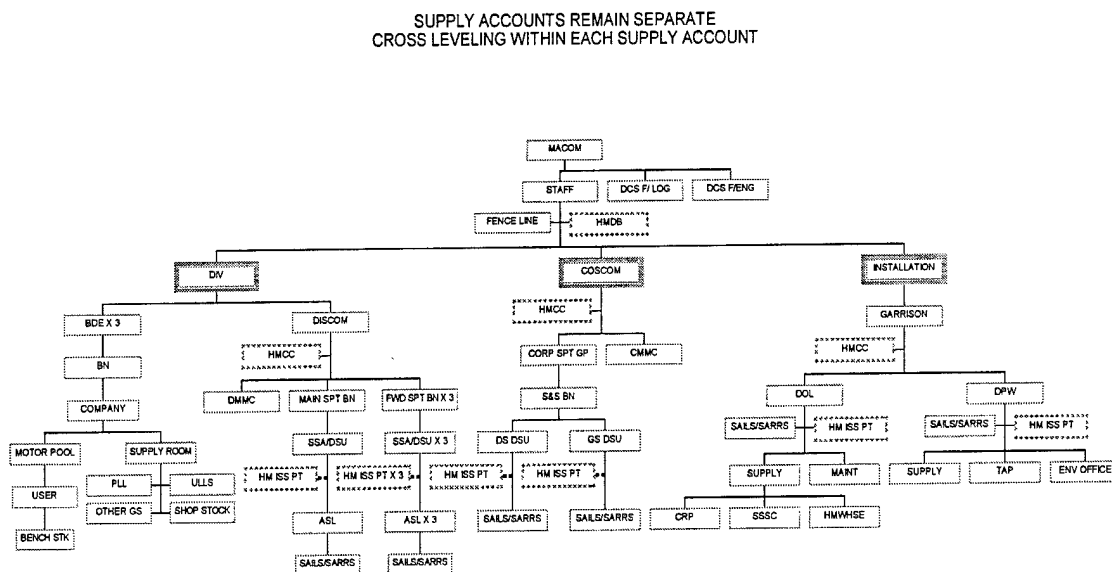 SUPPLY ACCOUNTS REMAIN SEPARATE
CROSS LEVELING WITHIN EACH SUPPLY ACCOUNT
MACOM
STAFF
DCS F/ LOG
DCS F/ENG
FENCE LINE
HMDB
DIV
COSCOM
INSTALLATION
BDE X 3
DISCOM
HMCC
GARRISON
HMCC
CORP SPT GP
CMMC
HMCC
BN
DMMC
MAIN SPT BN
FWD SPT BN X 3
S&S BN
DOL
DPW
COMPANY
SAILS/SARRS
HM ISS PT
SAILS/SARRS
HM ISS PT
MOTOR POOL
SUPPLY ROOM
SSA/DSU
SSA/DSU X 3
DS DSU
GS DSU
SUPPLY
MAINT
SUPPLY
TAP
ENV OFFICE
PLL
ULLS
HM ISS PT
HM ISS PT X 3
HM ISS PT
HM ISS PT
USER
OTHER GS
SHOP STOCK
ASL
ASL X 3
SAILS/SARRS
SAILS/SARRS
CRP
SSSC
HMWHSE
BENCH STK
SAILS/SARRS
SAILS/SARRS